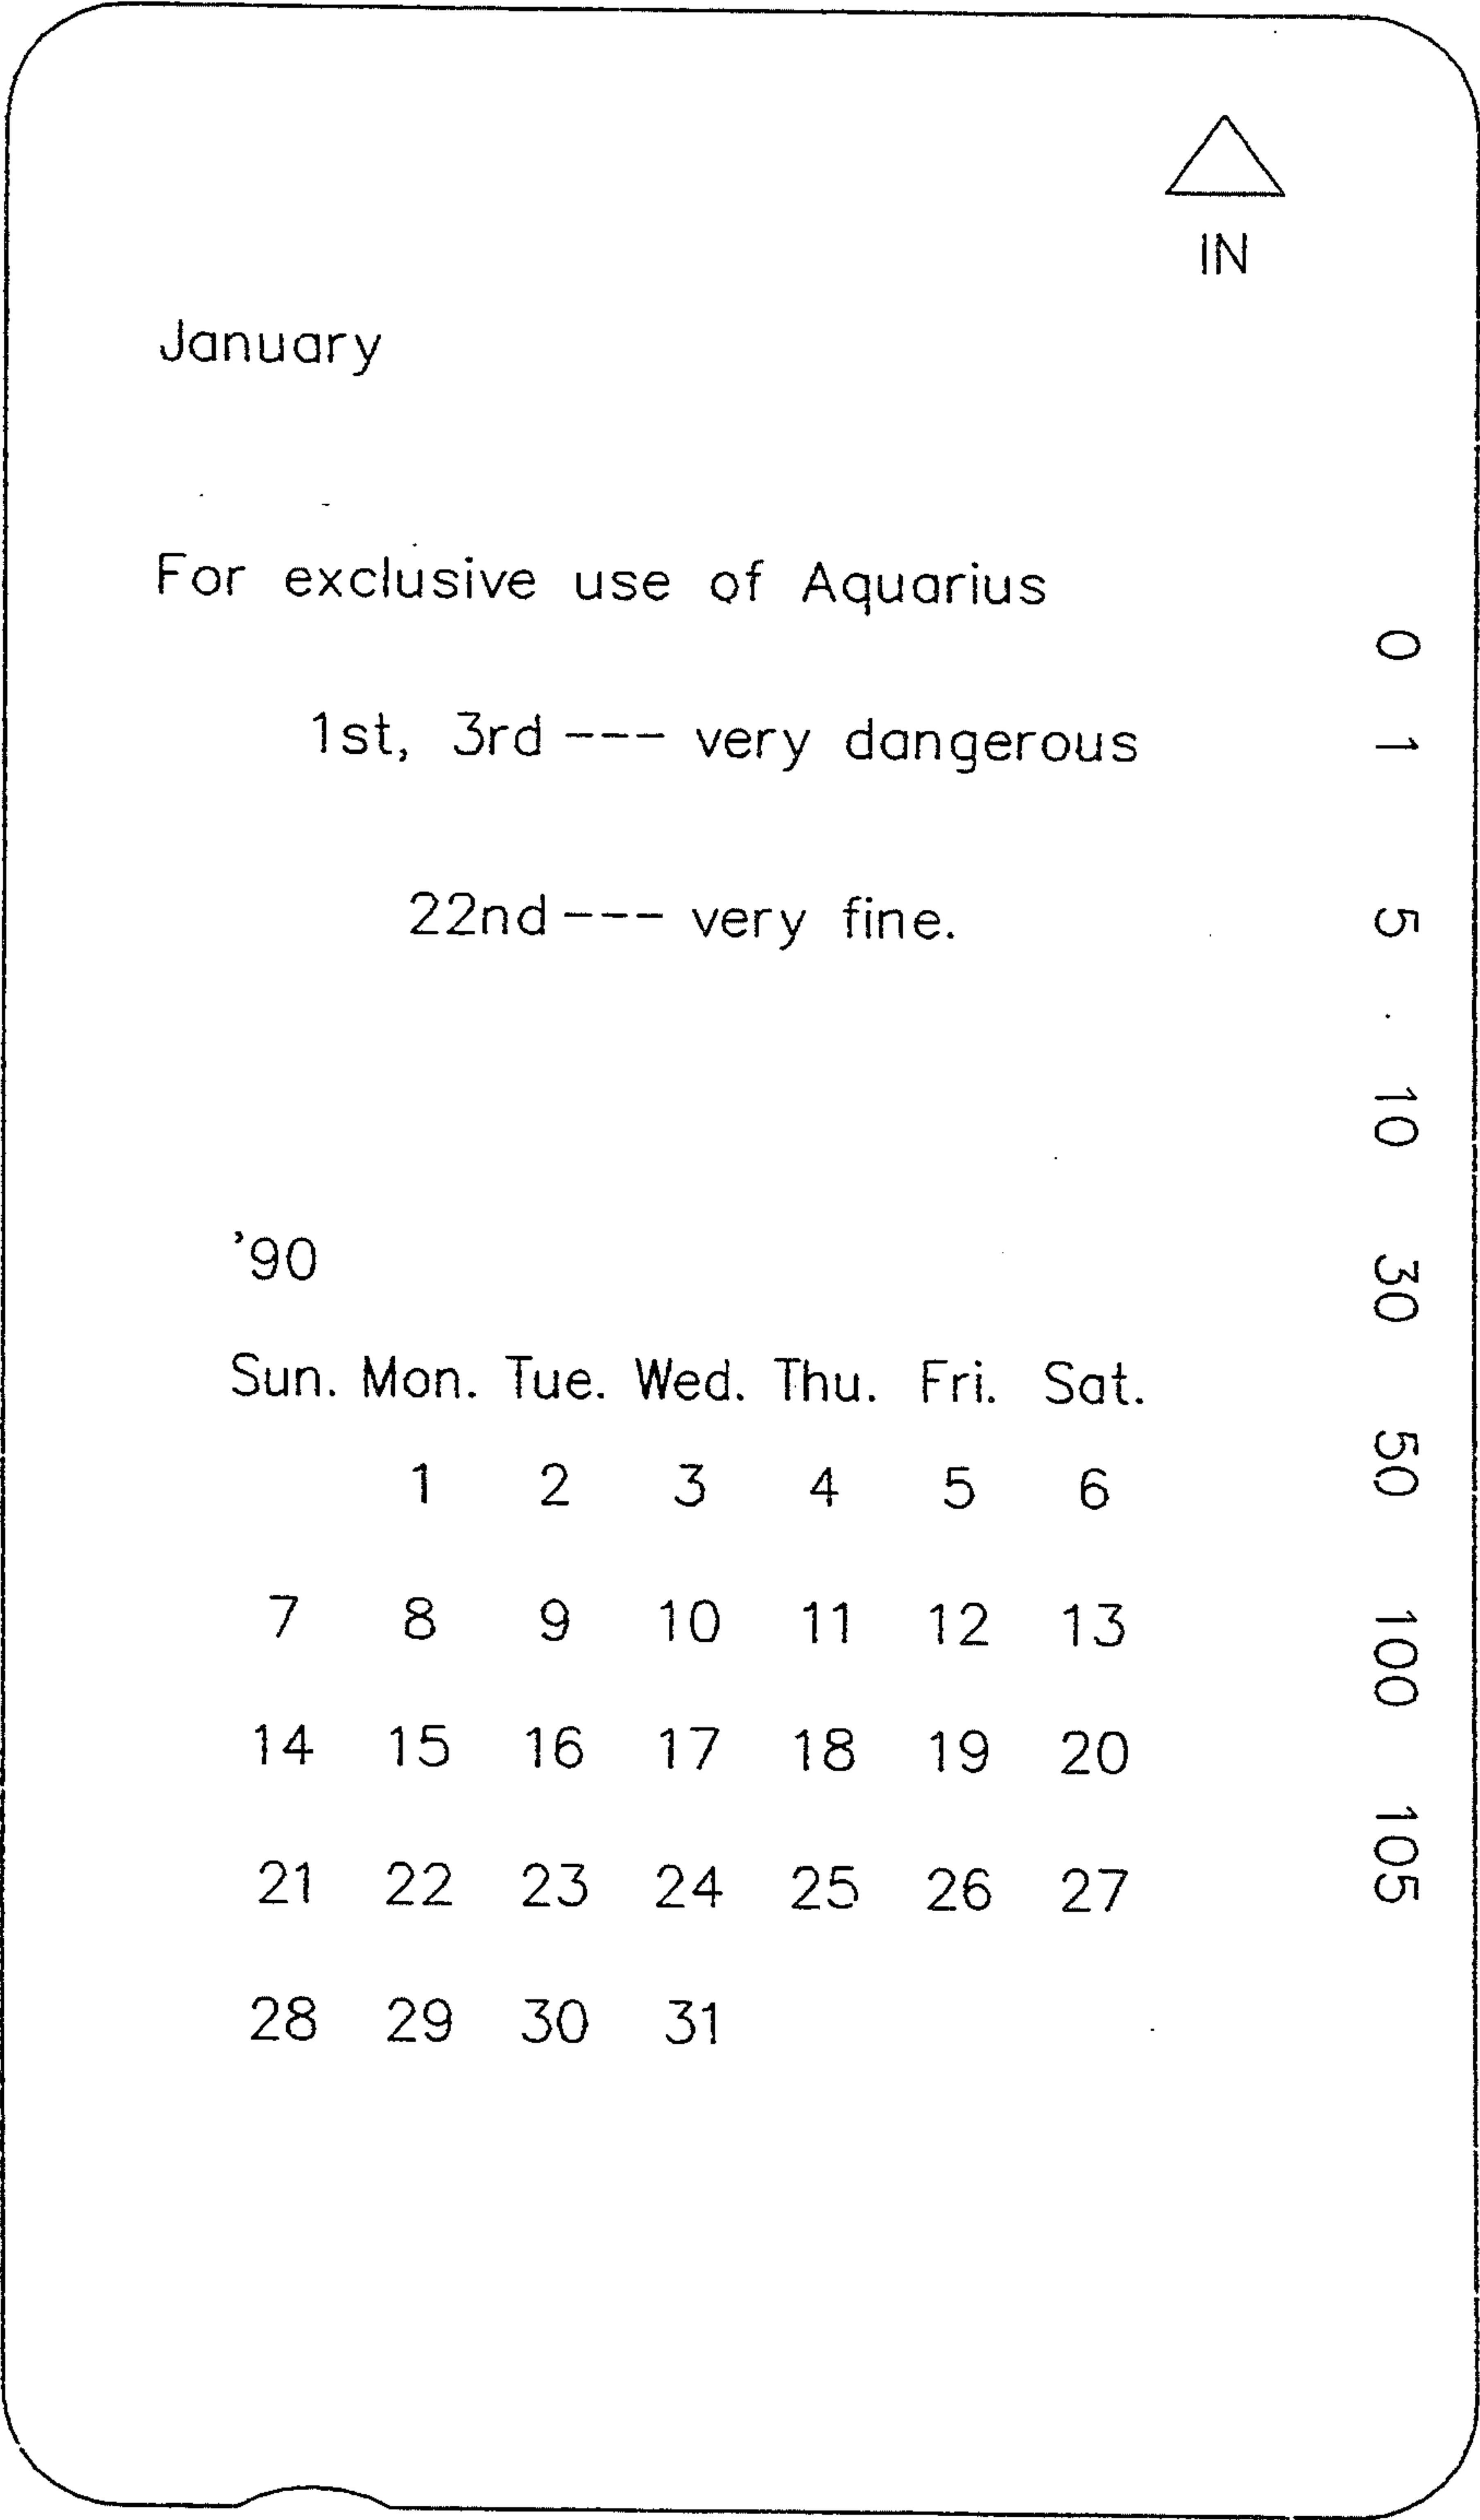 IN
January
For exclusive use of Aquarius
1st, 3rd --- very dangerous
22nd --- very fine.
'90
Sun. Mon. Tue. Wed. Thu. Fri. Sat.
1 2 3 4 5 6
7 8 9 10 11 12 13
14 15 16 17 18 19 20
21 22 23 24 25 26 27
28 29 30 31
0 1 5 10 30 50 100 105